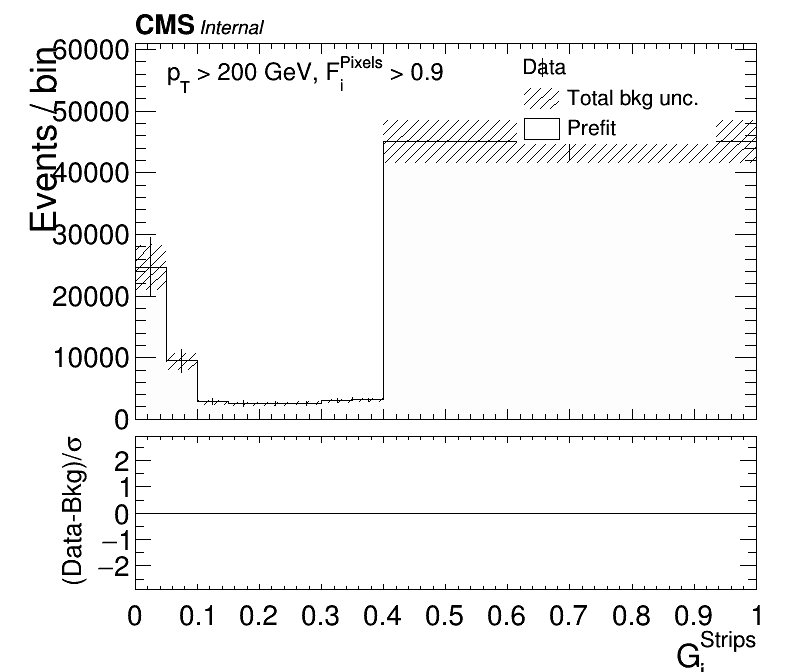 CMS Internal
Events / bin
60000
50000
40000
30000
20000
10000
0
p_T > 200 GeV, F_i^Pixels > 0.9
Data
Total bkg unc.
Prefit
(Data-Bkg)/σ
2
1
0
−1
−2
0 0.1 0.2 0.3 0.4 0.5 0.6 0.7 0.8 0.9 1
G_i^Strips